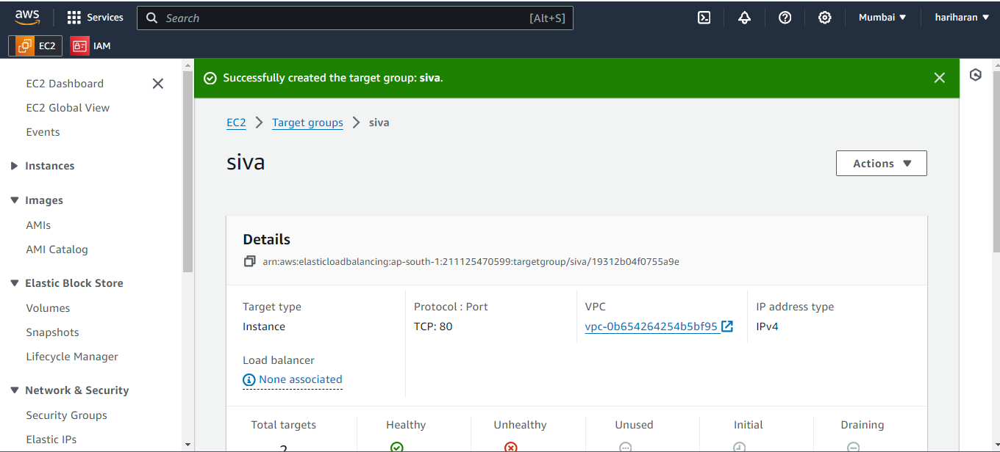 aws
Services
Search
[Alt+S]
Mumbai
hariharan
EC2
IAM
EC2 Dashboard
EC2 Global View
Events
Instances
Images
AMIs
AMI Catalog
Elastic Block Store
Volumes
Snapshots
Lifecycle Manager
Network & Security
Security Groups
Elastic IPs
Successfully created the target group: siva.
EC2 > Target groups > siva
siva
Actions
Details
arn:aws:elasticloadbalancing:ap-south-1:211125470599:targetgroup/siva/19312b04f0755a9e
Target type
Instance
Protocol : Port
TCP: 80
VPC
vpc-0b654264254b5bf95
IP address type
IPv4
Load balancer
None associated
Total targets
2
Healthy
Unhealthy
Unused
Initial
Draining